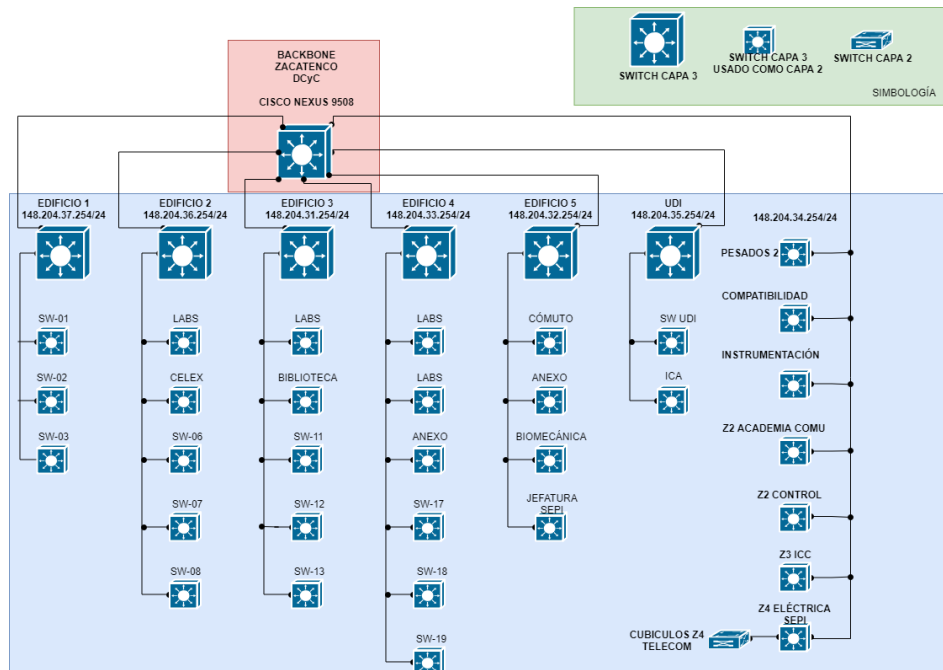 BACKBONE
ZACATENCO
DCyC
CISCO NEXUS 9508
SWITCH CAPA 3
SWITCH CAPA 3
USADO COMO CAPA 2
SWITCH CAPA 2
SIMBOLOGÍA
EDIFICIO 1
148.204.37.254/24
SW-01
SW-02
SW-03
EDIFICIO 2
148.204.36.254/24
LABS
CELEX
SW-06
SW-07
SW-08
EDIFICIO 3
148.204.31.254/24
LABS
BIBLIOTECA
SW-11
SW-12
SW-13
EDIFICIO 4
148.204.33.254/24
LABS
LABS
ANEXO
SW-17
SW-18
SW-19
EDIFICIO 5
148.204.32.254/24
CÓMUTO
ANEXO
BIOMECÁNICA
JEFATURA
SEPI
UDI
148.204.35.254/24
SW UDI
ICA
148.204.34.254/24
PESADOS 2
COMPATIBILIDAD
INSTRUMENTACIÓN
Z2 ACADEMIA COMU
Z2 CONTROL
Z3 ICC
Z4 ELÉCTRICA
SEPI
CUBICULOS Z4
TELECOM